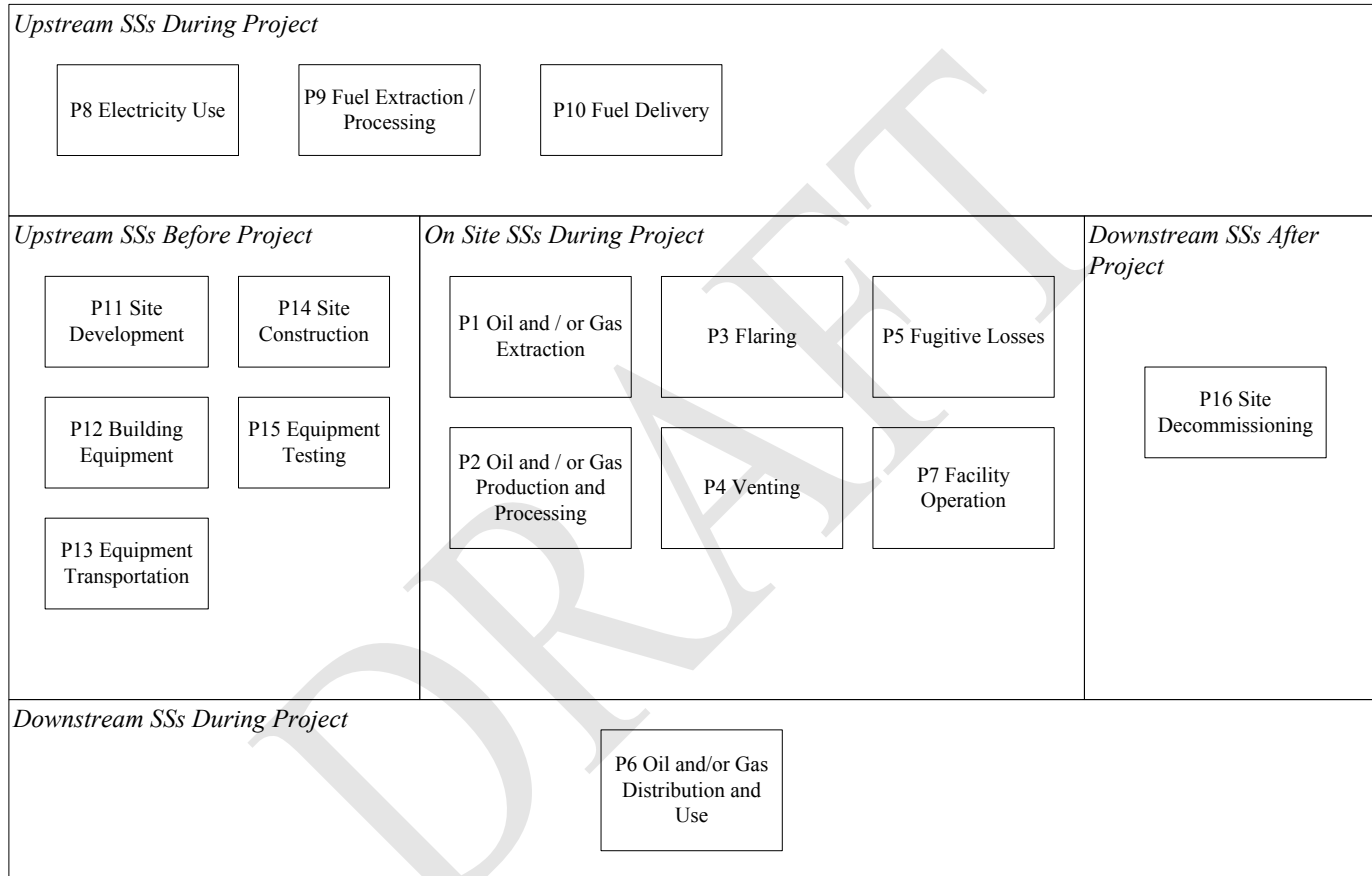 Upstream SSs During Project
P8 Electricity Use
P9 Fuel Extraction /
Processing
P10 Fuel Delivery
Upstream SSs Before Project
P11 Site
Development
P14 Site
Construction
P12 Building
Equipment
P15 Equipment
Testing
P13 Equipment
Transportation
On Site SSs During Project
P1 Oil and / or Gas
Extraction
P3 Flaring
P5 Fugitive Losses
P2 Oil and / or Gas
Production and
Processing
P4 Venting
P7 Facility
Operation
Downstream SSs After
Project
P16 Site
Decommissioning
Downstream SSs During Project
P6 Oil and/or Gas
Distribution and
Use
DRAFT